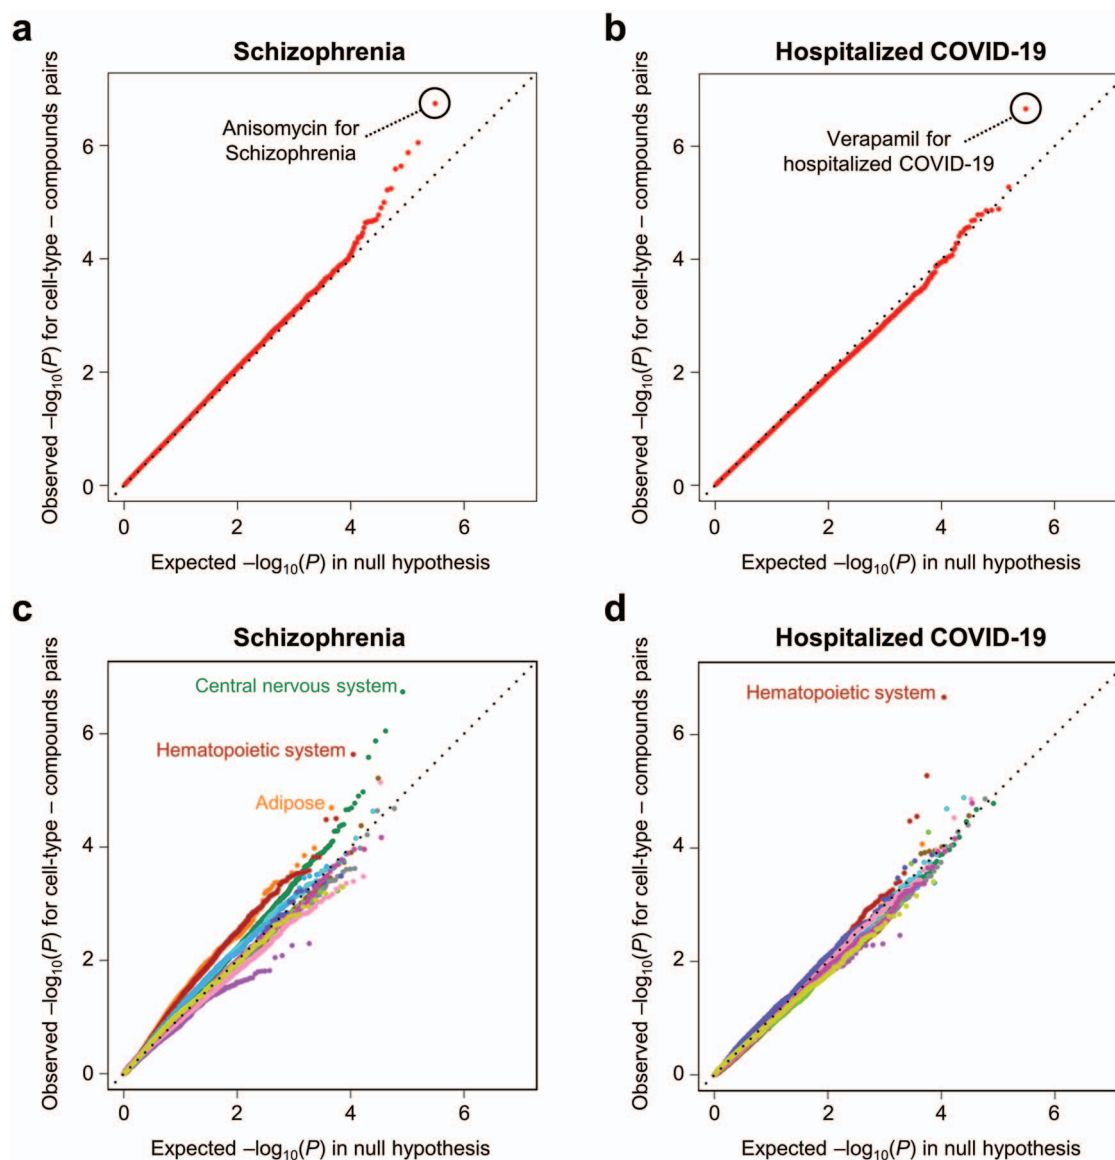 a
Schizophrenia
Observed –log10(P) for cell-type – compounds pairs
6
4
2
0
Anisomycin for
Schizophrenia
0 2 4 6
Expected –log10(P) in null hypothesis
b
Hospitalized COVID-19
Observed –log10(P) for cell-type – compounds pairs
6
4
2
0
Verapamil for
hospitalized COVID-19
0 2 4 6
Expected –log10(P) in null hypothesis
c
Schizophrenia
Observed –log10(P) for cell-type – compounds pairs
6
4
2
0
Central nervous system
Hematopoietic system
Adipose
0 2 4 6
Expected –log10(P) in null hypothesis
d
Hospitalized COVID-19
Observed –log10(P) for cell-type – compounds pairs
6
4
2
0
Hematopoietic system
0 2 4 6
Expected –log10(P) in null hypothesis